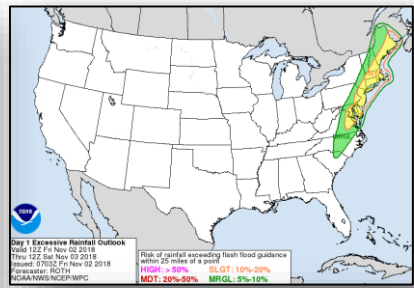 MRGL
NOAA
Day 1 Excessive Rainfall Outlook
Valid 12Z Fri Nov 02 2018
Thru 12Z Sat Nov 03 2018
Issued: 0703Z Fri Nov 02 2018
Forecaster: ROTH
NOAA/NWS/NCEP/WPC
Risk of rainfall exceeding flash flood guidance
within 25 miles of a point
HIGH: > 50% SLGT: 10%-20%
MDT: 20%-50% MRGL: 5%-10%